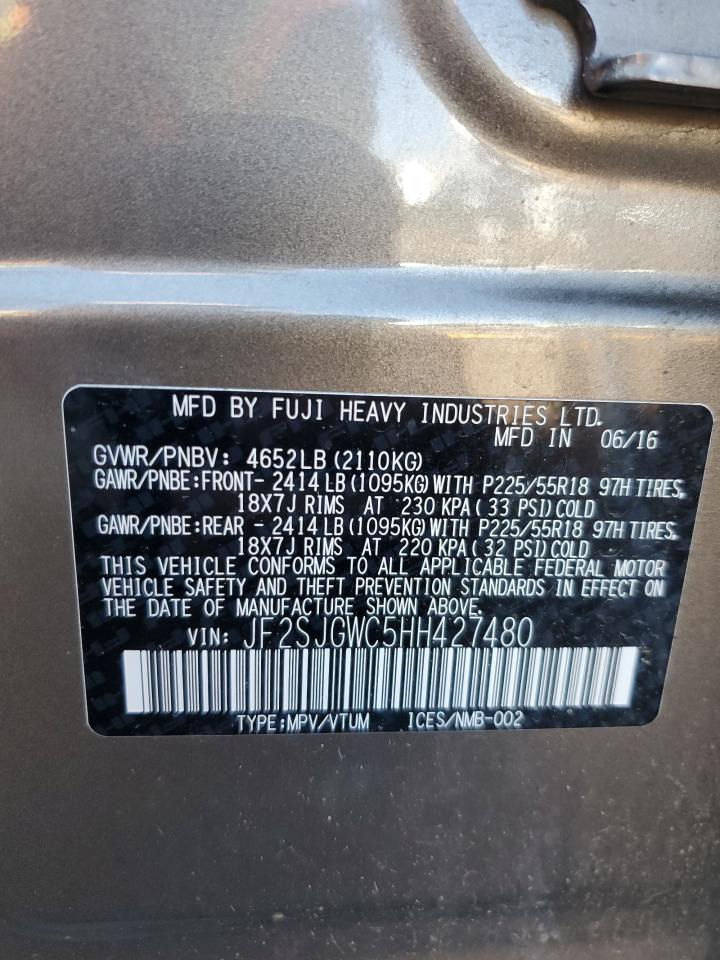 MFD BY FUJI HEAVY INDUSTRIES LTD.
MFD IN 06/16
GVWR/PNBV: 4652LB(2110KG)
GAWR/PNBE:FRONT- 2414LB(1095KG)WITH P225/55R18 97H TIRES,
18X7J RIMS AT 230 KPA( 33 PSI)COLD
GAWR/PNBE:REAR - 2414LB(1095KG)WITH P225/55R18 97H TIRES,
18X7J RIMS AT 220 KPA( 32 PSI)COLD
THIS VEHICLE CONFORMS TO ALL APPLICABLE FEDERAL MOTOR
VEHICLE SAFETY AND THEFT PREVENTION STANDARDS IN EFFECT ON
THE DATE OF MANUFACTURE SHOWN ABOVE.
VIN: JF2SJGWC5HH427480
TYPE:MPV/VTUM ICES/NMB-002